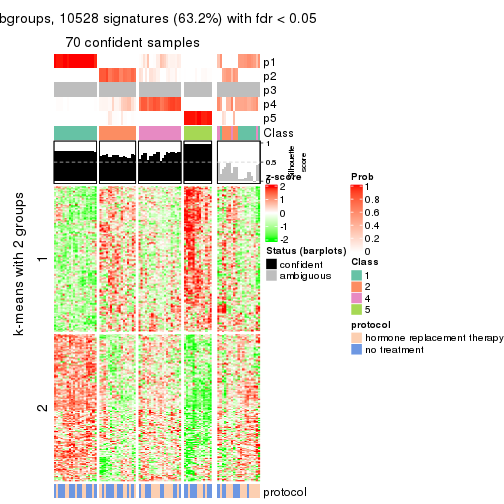 bgroups, 10528 signatures (63.2%) with fdr < 0.05
70 confident samples
p1
p2
p3
p4
p5
Class
1
0.5
0
Silhouette
score
k-means with 2 groups
1
2
z-score
2
1
0
-1
-2
Status (barplots)
confident
ambiguous
Prob
1
0.8
0.6
0.4
0.2
0
Class
1
2
4
5
protocol
hormone replacement therapy
no treatment
protocol